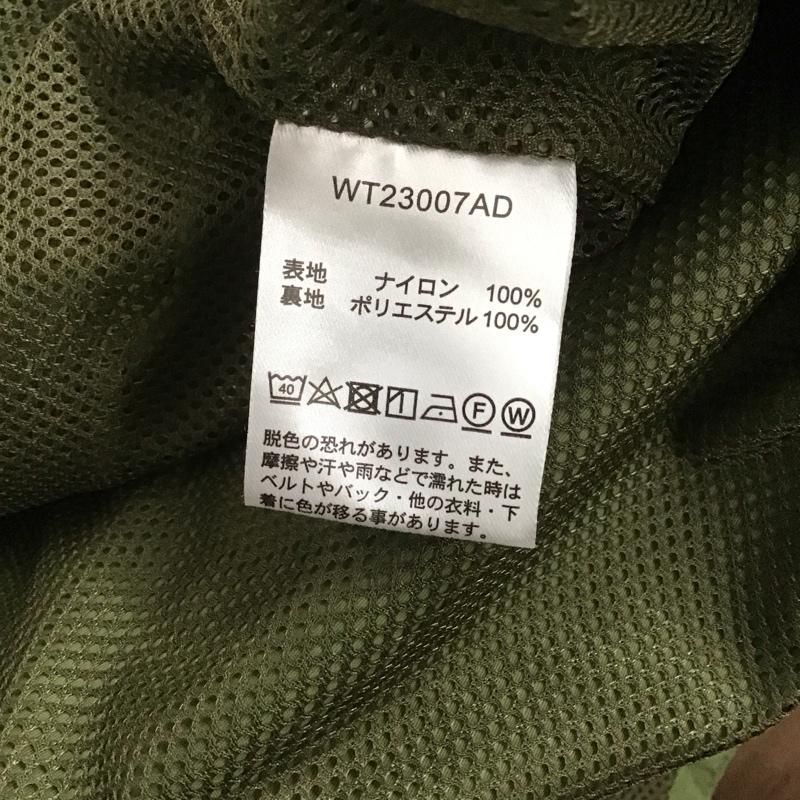 WT23007AD
表地 ナイロン 100%
裏地 ポリエステル 100%
40 F W
脱色の恐れがあります。また、
摩擦や汗や雨などで濡れた時は
ベルトやバック・他の衣料・下
着に色が移る事があります。